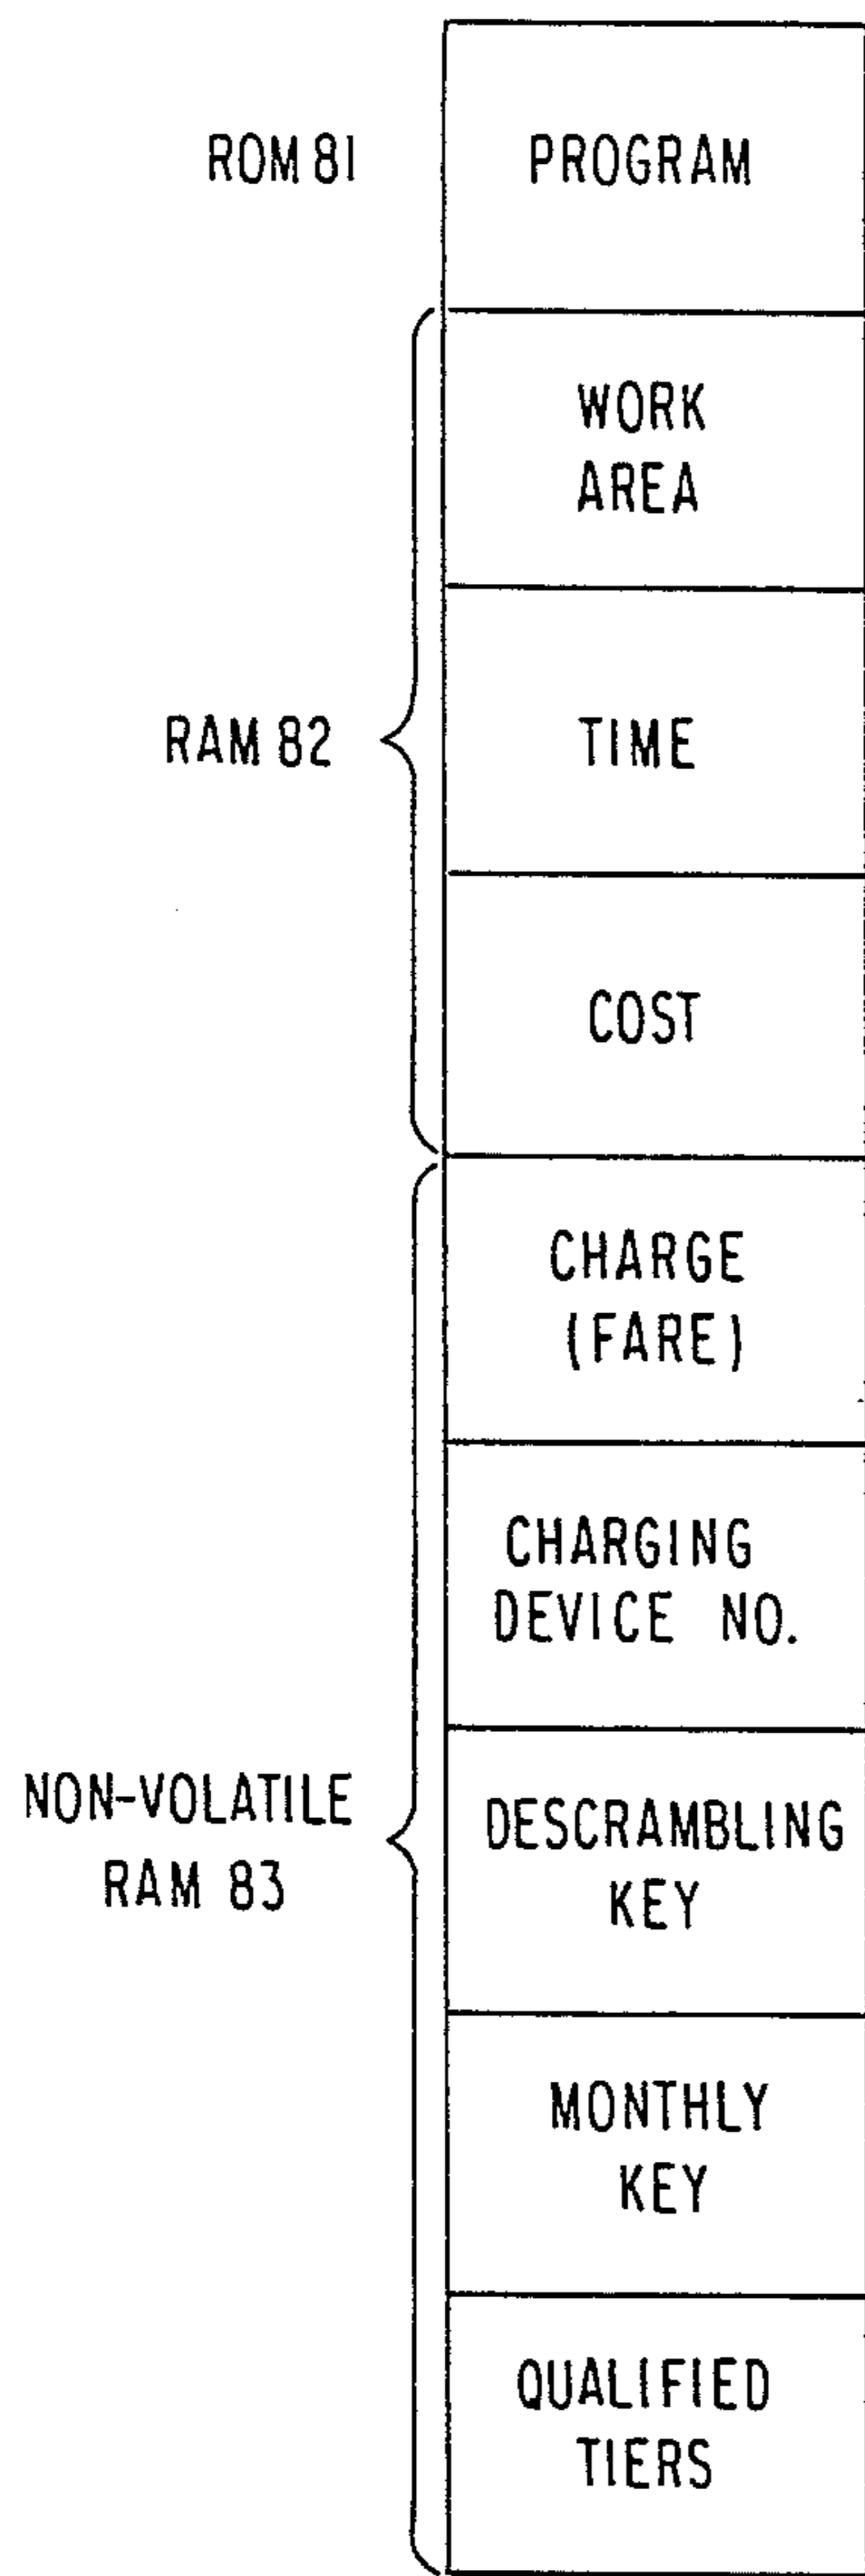 ROM 81
PROGRAM
WORK
AREA
RAM 82
TIME
COST
CHARGE
(FARE)
CHARGING
DEVICE NO.
NON-VOLATILE
RAM 83
DESCRAMBLING
KEY
MONTHLY
KEY
QUALIFIED
TIERS